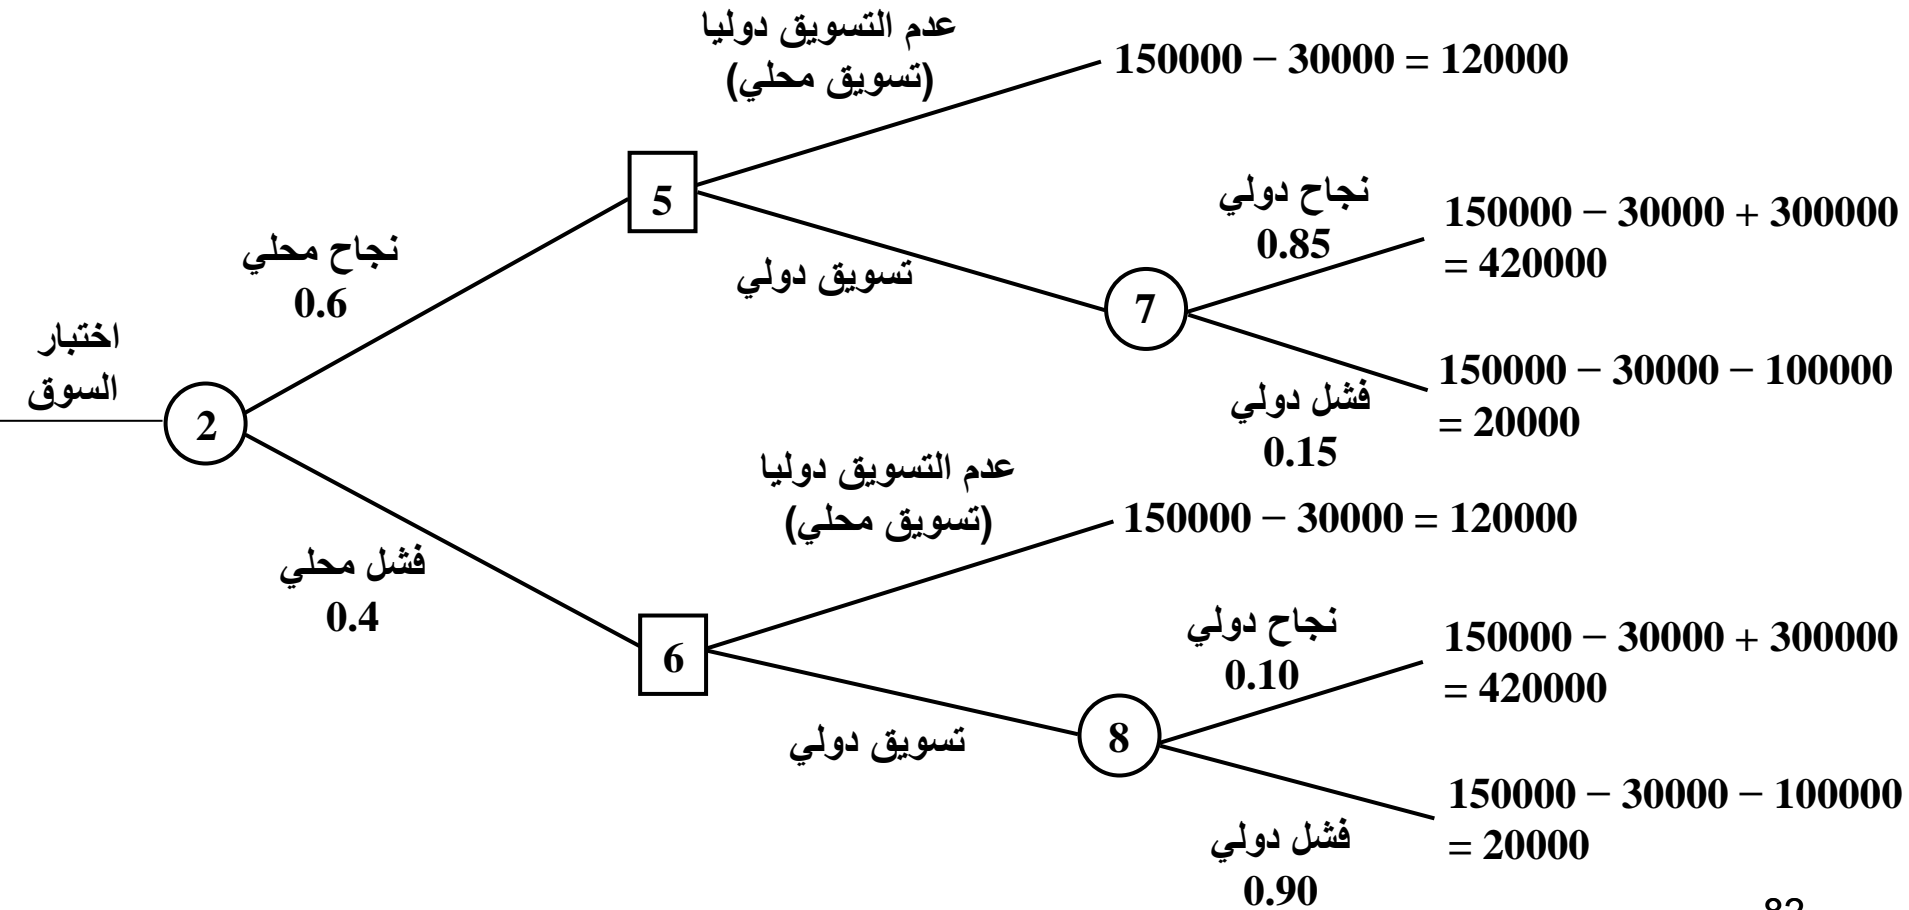 عدم التسويق دوليا
(تسويق محلي)
150000 − 30000 = 120000
5
نجاح دولي
0.85
150000 − 30000 + 300000
= 420000
نجاح محلي
0.6
تسويق دولي
7
اختبار
السوق
2
فشل دولي
0.15
150000 − 30000 − 100000
= 20000
عدم التسويق دوليا
(تسويق محلي)
150000 − 30000 = 120000
فشل محلي
0.4
6
نجاح دولي
0.10
150000 − 30000 + 300000
= 420000
تسويق دولي
8
فشل دولي
0.90
150000 − 30000 − 100000
= 20000